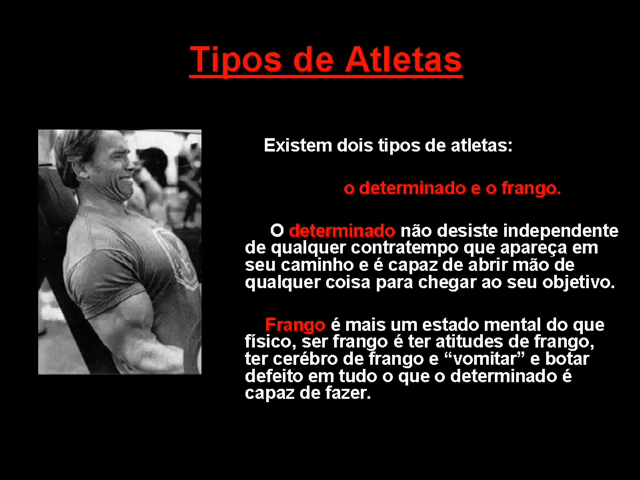 Tipos de Atletas
Existem dois tipos de atletas:
o determinado e o frango.
O determinado não desiste independente
de qualquer contratempo que apareça em
seu caminho e é capaz de abrir mão de
qualquer coisa para chegar ao seu objetivo.
Frango é mais um estado mental do que
físico, ser frango é ter atitudes de frango,
ter cerébro de frango e “vomitar” e botar
defeito em tudo o que o determinado é
capaz de fazer.